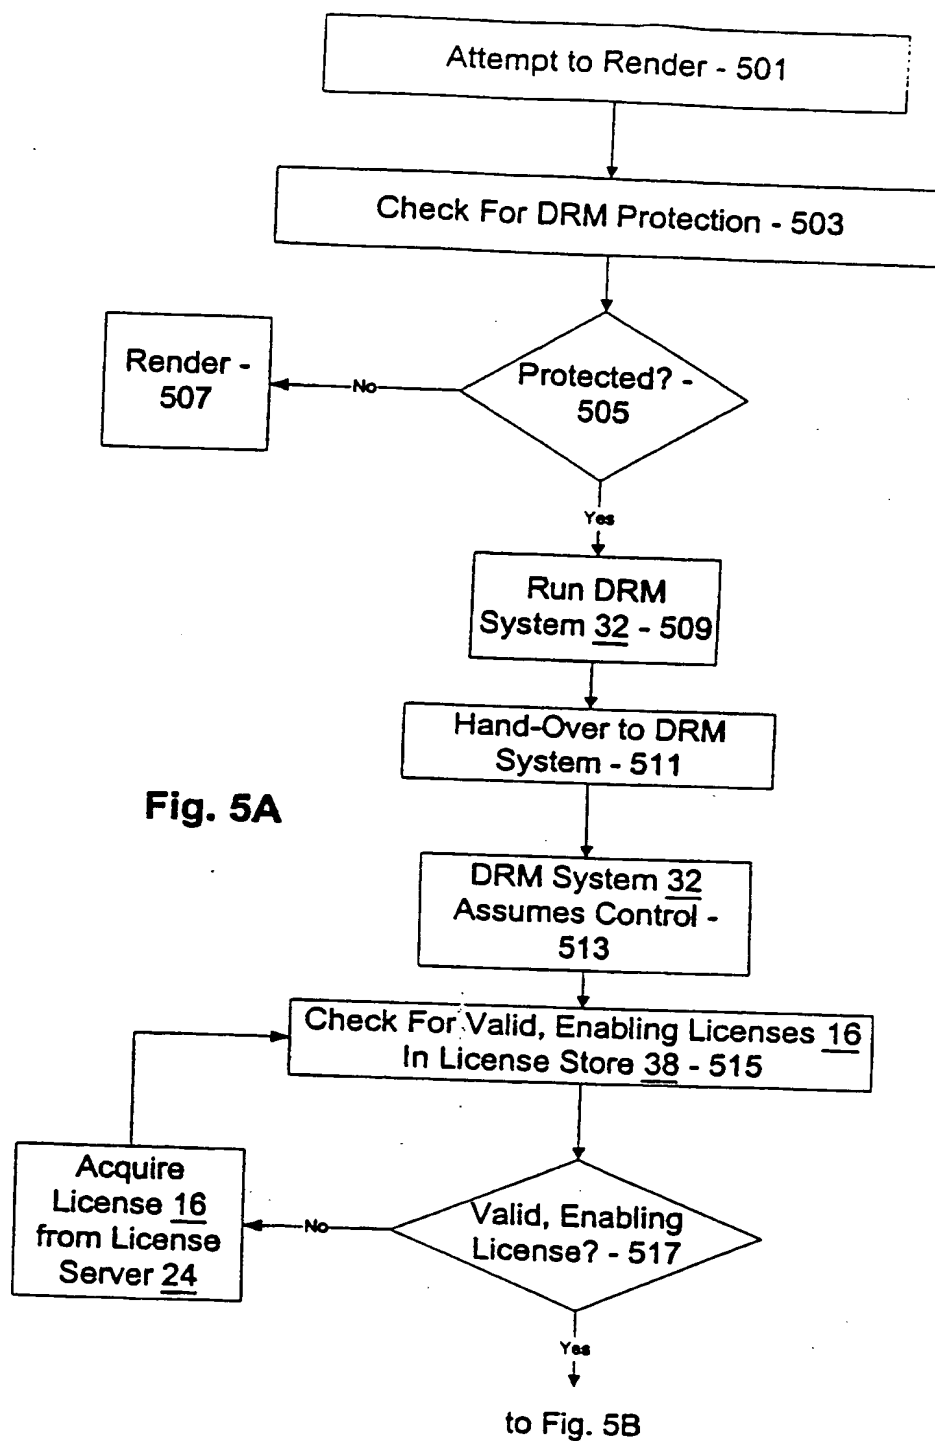 Attempt to Render - 501
Check For DRM Protection - 503
Render -
507
No
Protected? -
505
Yes
Run DRM
System 32 - 509
Hand-Over to DRM
System - 511
Fig. 5A
DRM System 32
Assumes Control -
513
Check For Valid, Enabling Licenses 16
In License Store 38 - 515
Acquire
License 16
from License
Server 24
No
Valid, Enabling
License? - 517
Yes
to Fig. 5B